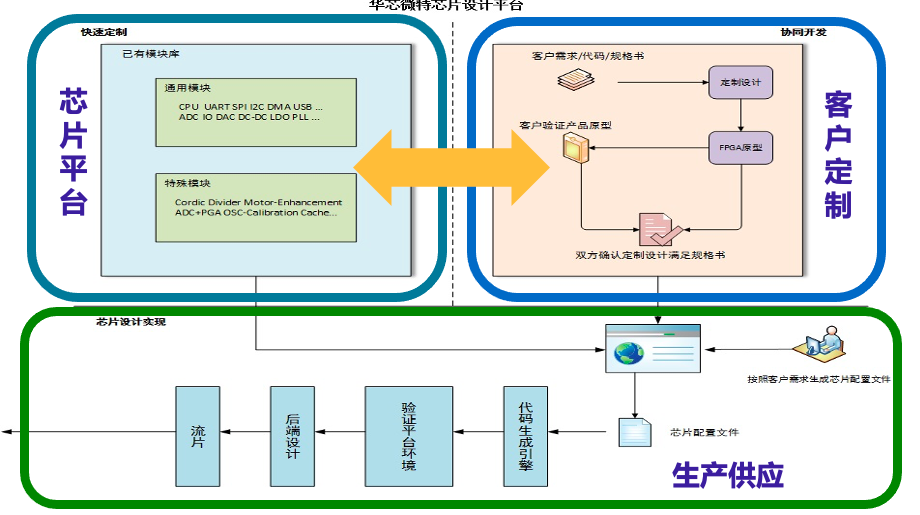 华芯微特芯片设计平台
快速定制
协同开发
已有模块库
通用模块
CPU UART SPI I2C DMA USB ...
ADC IO DAC DC-DC LDO PLL ...
特殊模块
Cordic Divider Motor-Enhancement
ADC+PGA OSC-Calibration Cache...
芯片平台
客户需求/代码/规格书
定制设计
客户验证产品原型
FPGA原型
双方确认定制设计满足规格书
客户定制
芯片设计实现
按照客户需求生成芯片配置文件
流片
后端设计
验证平台环境
代码生成引擎
芯片配置文件
生产供应